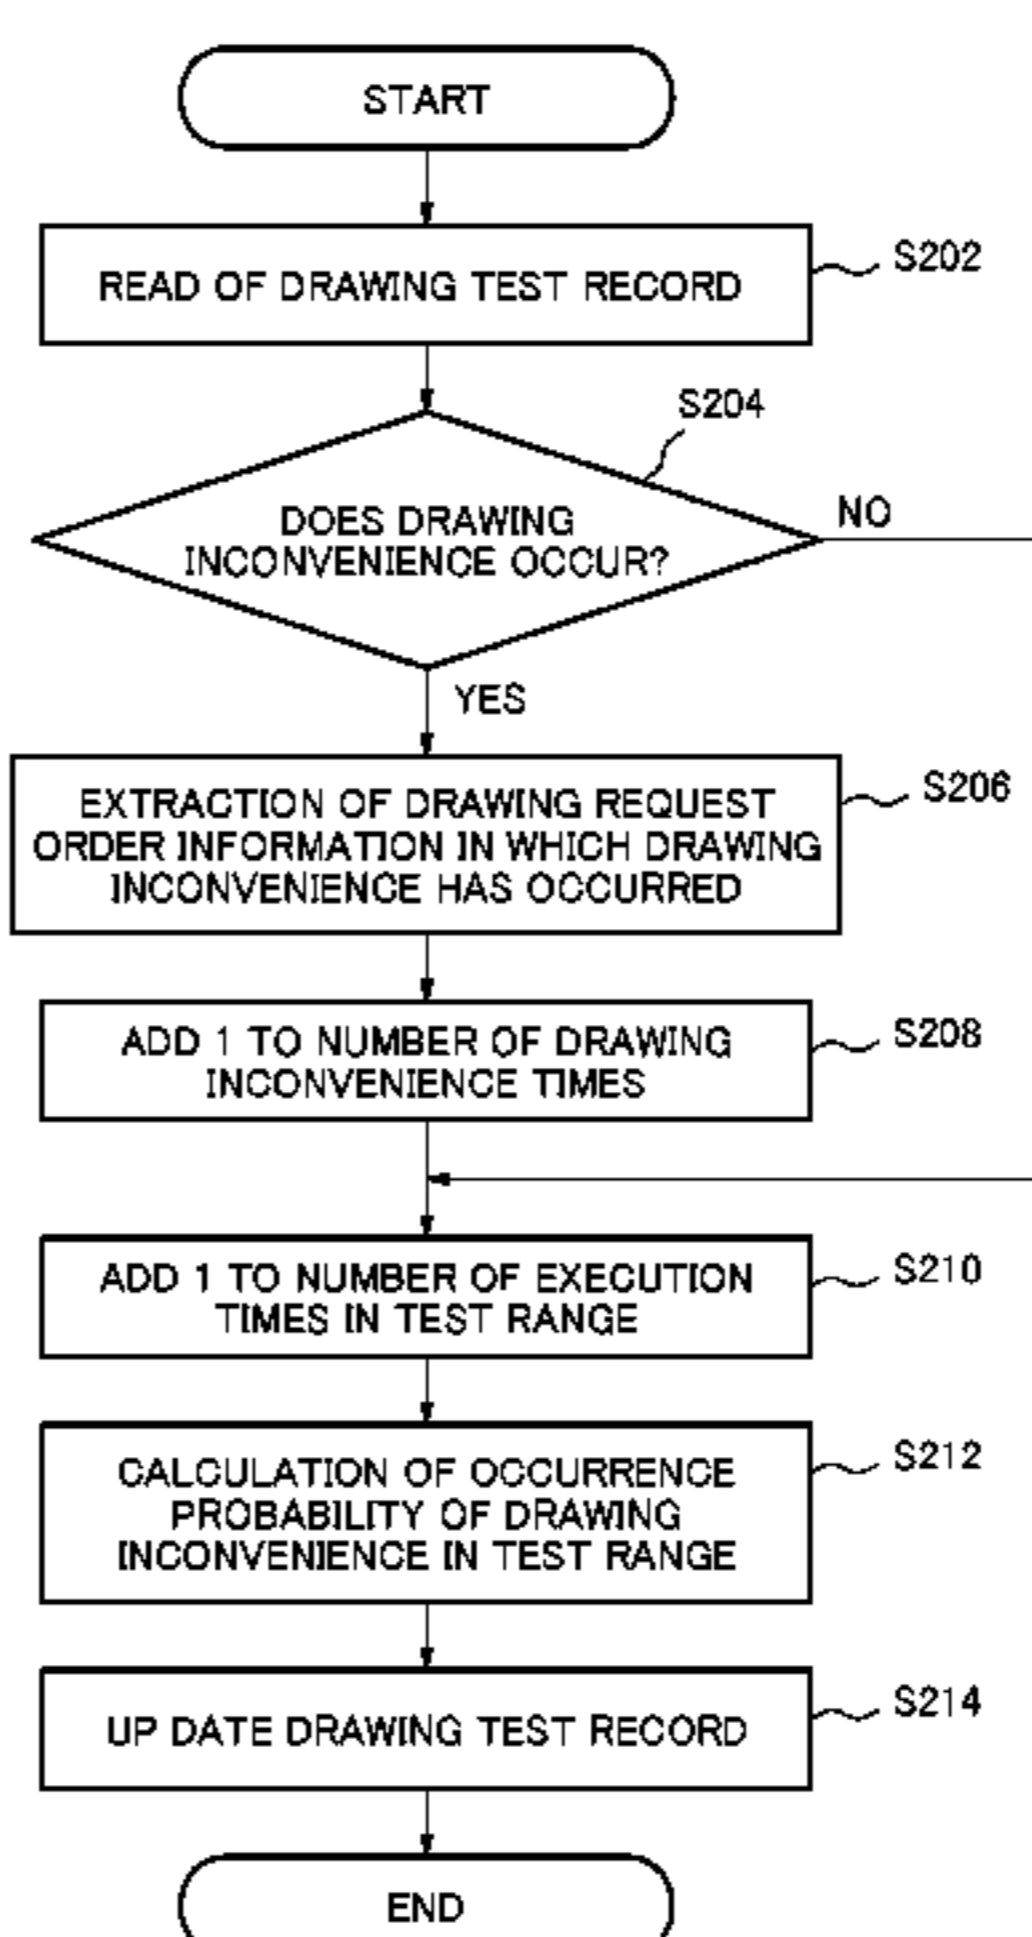 START
READ OF DRAWING TEST RECORD
S202
S204
DOES DRAWING
INCONVENIENCE OCCUR?
NO
YES
EXTRACTION OF DRAWING REQUEST
ORDER INFORMATION IN WHICH DRAWING
INCONVENIENCE HAS OCCURRED
S206
ADD 1 TO NUMBER OF DRAWING
INCONVENIENCE TIMES
S208
ADD 1 TO NUMBER OF EXECUTION
TIMES IN TEST RANGE
S210
CALCULATION OF OCCURRENCE
PROBABILITY OF DRAWING
INCONVENIENCE IN TEST RANGE
S212
UP DATE DRAWING TEST RECORD
S214
END